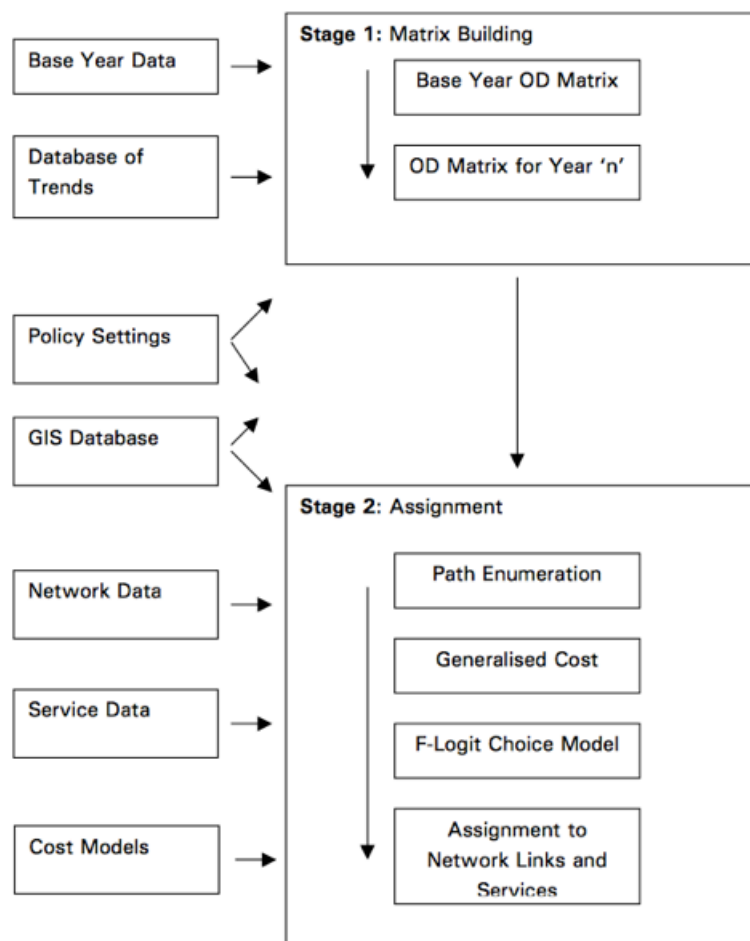 Stage 1: Matrix Building
Base Year Data
Base Year OD Matrix
Database of
Trends
OD Matrix for Year ‘n’
Policy Settings
GIS Database
Stage 2: Assignment
Path Enumeration
Network Data
Generalised Cost
Service Data
F-Logit Choice Model
Cost Models
Assignment to
Network Links and
Services